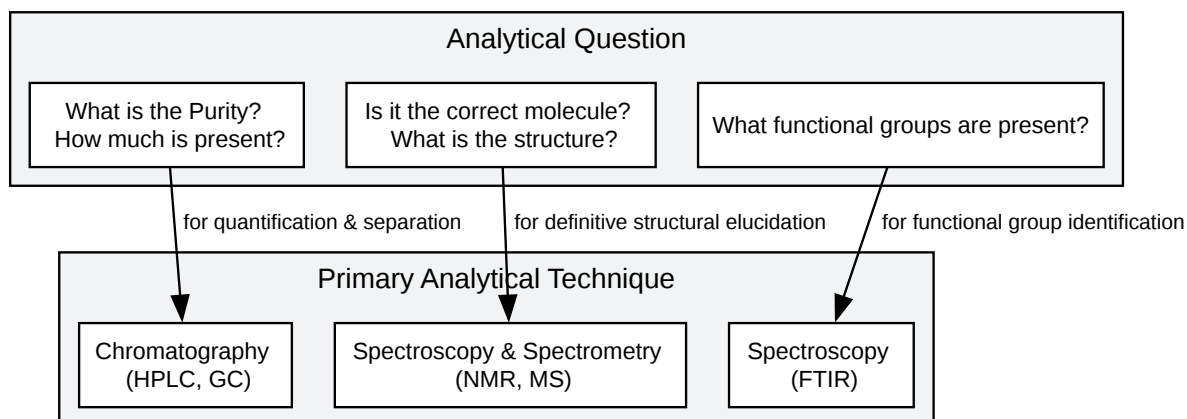 Analytical Question
What is the Purity?
How much is present?
Is it the correct molecule?
What is the structure?
What functional groups are present?
for quantification & separation
for definitive structural elucidation
for functional group identification
Primary Analytical Technique
Chromatography
(HPLC, GC)
Spectroscopy & Spectrometry
(NMR, MS)
Spectroscopy
(FTIR)